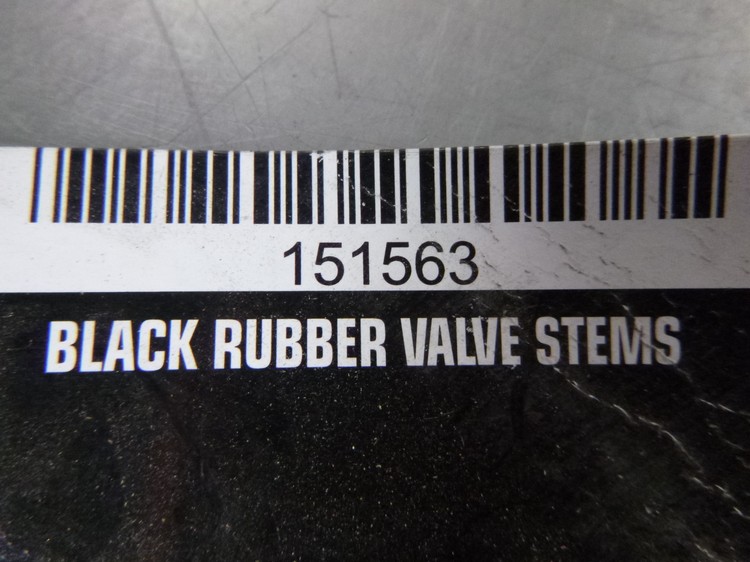 151563
BLACK RUBBER VALVE STEMS